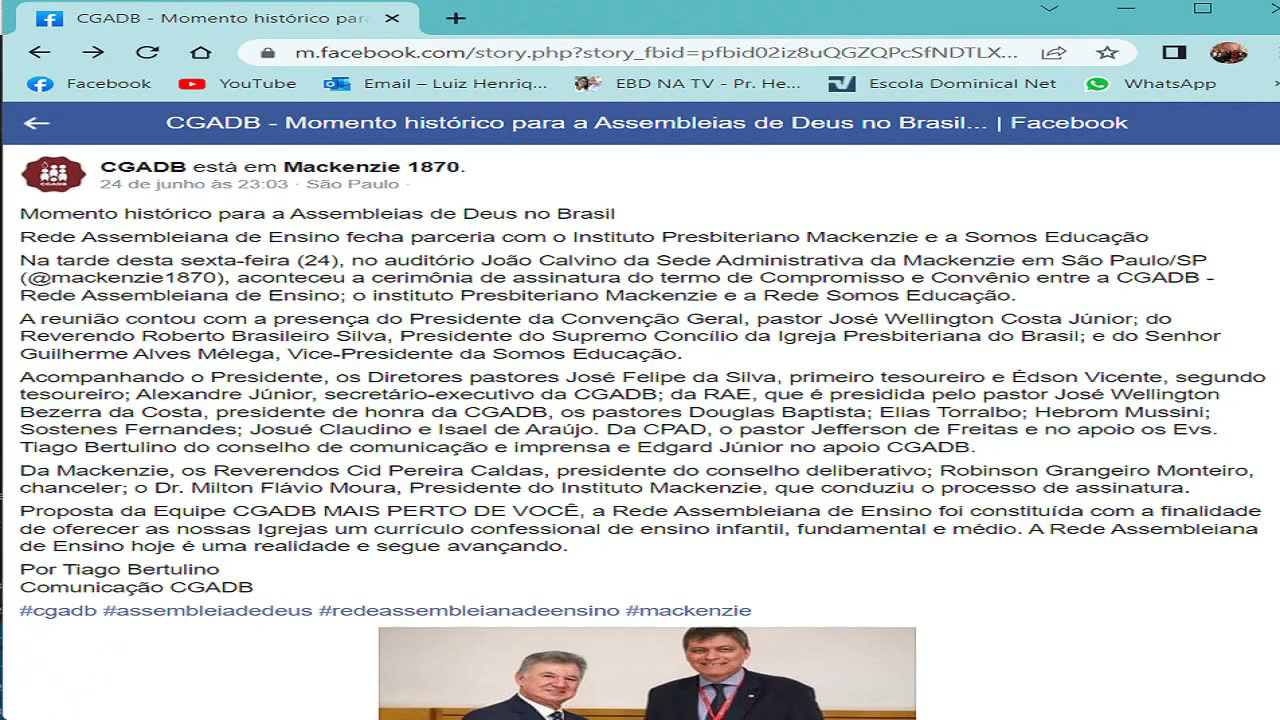 CGADB - Momento histórico par
m.facebook.com/story.php?story_fbid=pfbid02iz8uQGZQPcSfNDTLX...
Facebook YouTube Email – Luiz Henriq... EBD NA TV - Pr. He... Escola Dominical Net WhatsApp
CGADB - Momento histórico para a Assembleias de Deus no Brasil... | Facebook
CGADB está em Mackenzie 1870.
24 de junho às 23:03 · São Paulo ·
Momento histórico para a Assembleias de Deus no Brasil
Rede Assembleiana de Ensino fecha parceria com o Instituto Presbiteriano Mackenzie e a Somos Educação
Na tarde desta sexta-feira (24), no auditório João Calvino da Sede Administrativa da Mackenzie em São Paulo/SP
(@mackenzie1870), aconteceu a cerimônia de assinatura do termo de Compromisso e Convênio entre a CGADB -
Rede Assembleiana de Ensino; o instituto Presbiteriano Mackenzie e a Rede Somos Educação.
A reunião contou com a presença do Presidente da Convenção Geral, pastor José Wellington Costa Júnior; do
Reverendo Roberto Brasileiro Silva, Presidente do Supremo Concílio da Igreja Presbiteriana do Brasil; e do Senhor
Guilherme Alves Mélega, Vice-Presidente da Somos Educação.
Acompanhando o Presidente, os Diretores pastores José Felipe da Silva, primeiro tesoureiro e Édson Vicente, segundo
tesoureiro; Alexandre Júnior, secretário-executivo da CGADB; da RAE, que é presidida pelo pastor José Wellington
Bezerra da Costa, presidente de honra da CGADB, os pastores Douglas Baptista; Elias Torralbo; Hebrom Mussini;
Sostenes Fernandes; Josué Claudino e Isael de Araújo. Da CPAD, o pastor Jefferson de Freitas e no apoio os Evs.
Tiago Bertulino do conselho de comunicação e imprensa e Edgard Júnior no apoio CGADB.
Da Mackenzie, os Reverendos Cid Pereira Caldas, presidente do conselho deliberativo; Robinson Grangeiro Monteiro,
chanceler; o Dr. Milton Flávio Moura, Presidente do Instituto Mackenzie, que conduziu o processo de assinatura.
Proposta da Equipe CGADB MAIS PERTO DE VOCÊ, a Rede Assembleiana de Ensino foi constituída com a finalidade
de oferecer as nossas Igrejas um currículo confessional de ensino infantil, fundamental e médio. A Rede Assembleiana
de Ensino hoje é uma realidade e segue avançando.
Por Tiago Bertulino
Comunicação CGADB
#cgadb #assembleiadedeus #redeassembleianadeensino #mackenzie